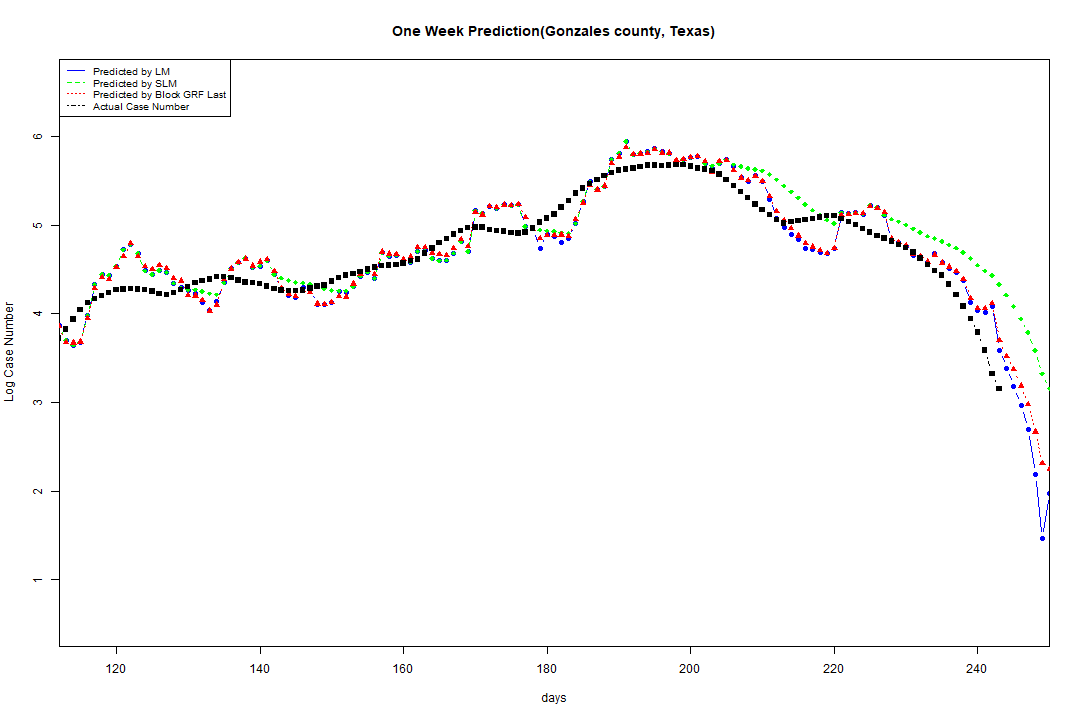 One Week Prediction(Gonzales county, Texas)
Predicted by LM
Predicted by SLM
Predicted by Block GRF Last
Actual Case Number
6
5
4
3
2
1
Log Case Number
120 140 160 180 200 220 240
days